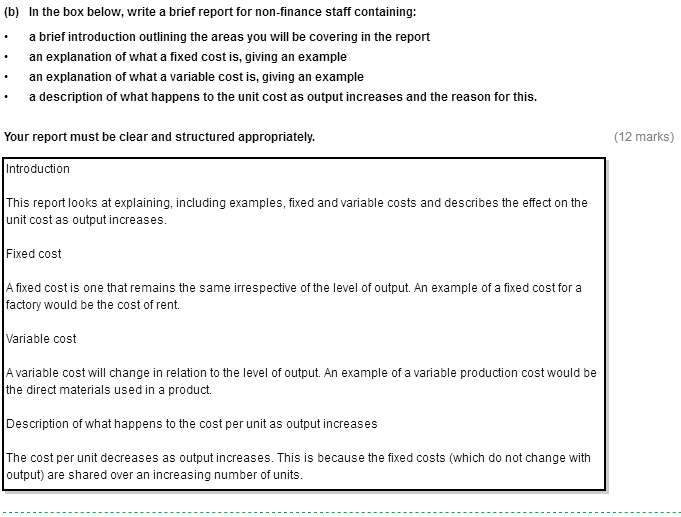 (b) In the box below, write a brief report for non-finance staff containing:
• a brief introduction outlining the areas you will be covering in the report
• an explanation of what a fixed cost is, giving an example
• an explanation of what a variable cost is, giving an example
• a description of what happens to the unit cost as output increases and the reason for this.
Your report must be clear and structured appropriately. (12 marks)
Introduction
This report looks at explaining, including examples, fixed and variable costs and describes the effect on the
unit cost as output increases.
Fixed cost
A fixed cost is one that remains the same irrespective of the level of output. An example of a fixed cost for a
factory would be the cost of rent.
Variable cost
A variable cost will change in relation to the level of output. An example of a variable production cost would be
the direct materials used in a product.
Description of what happens to the cost per unit as output increases
The cost per unit decreases as output increases. This is because the fixed costs (which do not change with
output) are shared over an increasing number of units.